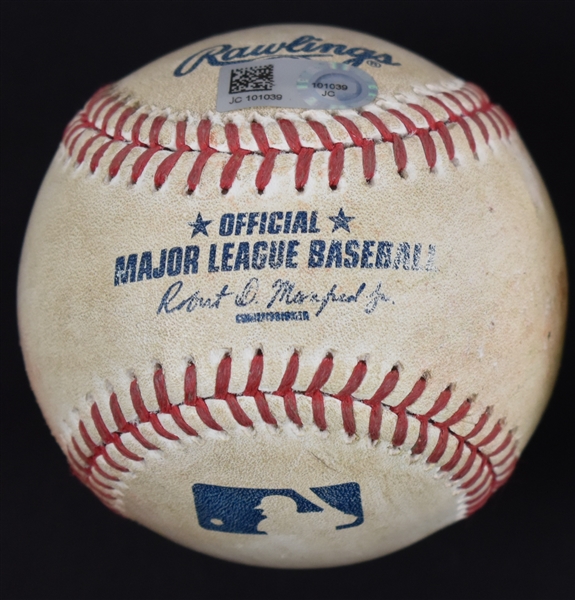 Rawlings®
JC 101039
101039
JC
★ OFFICIAL ★
MAJOR LEAGUE BASEBALL
Robert D. Manfred Jr.
COMMISSIONER